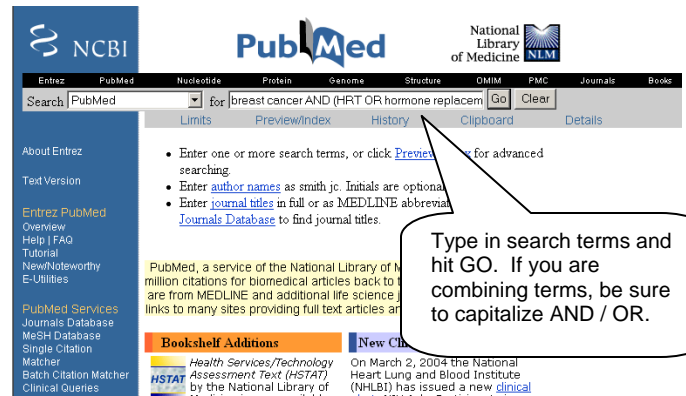 NCBI
PubMed
National
Library
of Medicine NLM
Entrez PubMed Nucleotide Protein Genome Structure OMIM PMC Journals Books
Search PubMed for breast cancer AND (HRT OR hormone replacem Go Clear
Limits Preview/Index History Clipboard Details
About Entrez
Text Version
Entrez PubMed
Overview
Help | FAQ
Tutorial
New/Noteworthy
E-Utilities
PubMed Services
Journals Database
MeSH Database
Single Citation
Matcher
Batch Citation Matcher
Clinical Queries
• Enter one or more search terms, or click Preview for advanced
searching.
• Enter author names as smith jc. Initials are optional
• Enter journal titles in full or as MEDLINE
Journals Database to find journal titles.
Type in search terms and
hit GO. If you are
combining terms, be sure
to capitalize AND / OR.
PubMed, a service of the National Library of
million citations for biomedical articles back to
are from MEDLINE and additional life science
links to many sites providing full text articles
Bookshelf Additions
HSTAT
Health Services/Technology
Assessment Text (HSTAT)
by the National Library of
New
On March 2, 2004 the National
Heart Lung and Blood Institute
(NHLBI) has issued a new clinical